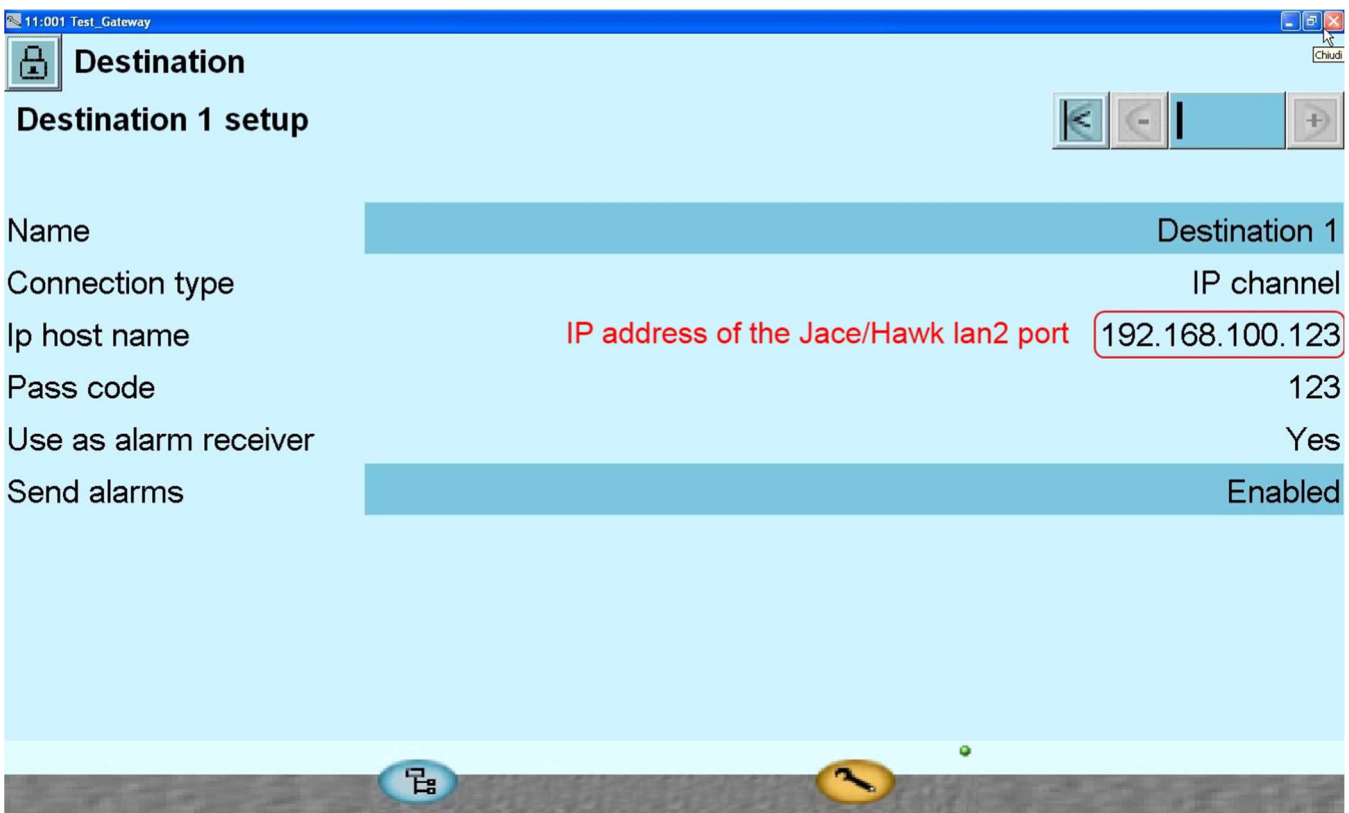 11:001 Test_Gateway
Chiudi
Destination
Destination 1 setup
Name Destination 1
Connection type IP channel
Ip host name IP address of the Jace/Hawk lan2 port 192.168.100.123
Pass code 123
Use as alarm receiver Yes
Send alarms Enabled